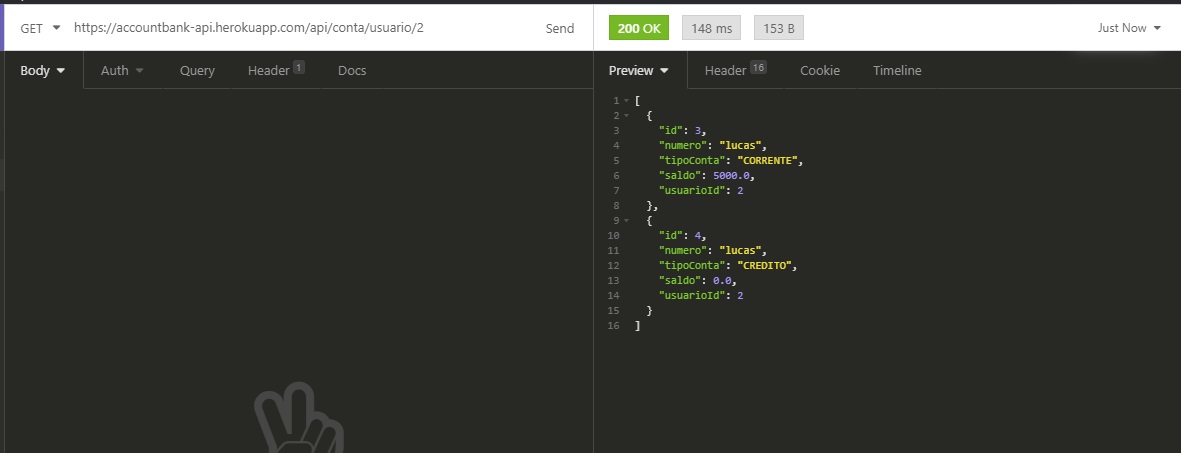 GET https://accountbank-api.herokuapp.com/api/conta/usuario/2 Send 200 OK 148 ms 153 B Just Now
Body Auth Query Header 1 Docs Preview Header 16 Cookie Timeline
1 [
2 {
3 "id": 3,
4 "numero": "lucas",
5 "tipoConta": "CORRENTE",
6 "saldo": 5000.0,
7 "usuarioId": 2
8 },
9 {
10 "id": 4,
11 "numero": "lucas",
12 "tipoConta": "CREDITO",
13 "saldo": 0.0,
14 "usuarioId": 2
15 }
16 ]